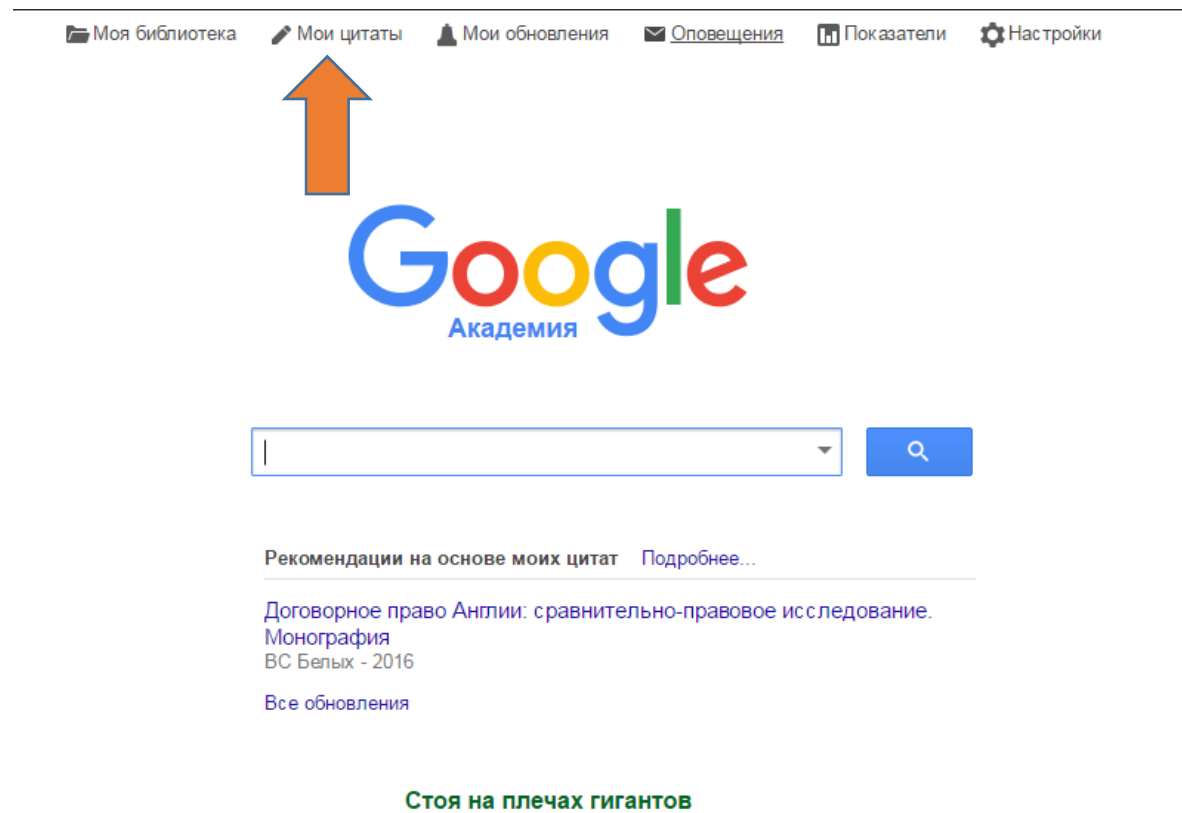 Моя библиотека Мои цитаты Мои обновления Оповещения Показатели Настройки
Google
Академия
Рекомендации на основе моих цитат Подробнее...
Договорное право Англии: сравнительно-правовое исследование.
Монография
ВС Белых - 2016
Все обновления
Стоя на плечах гигантов